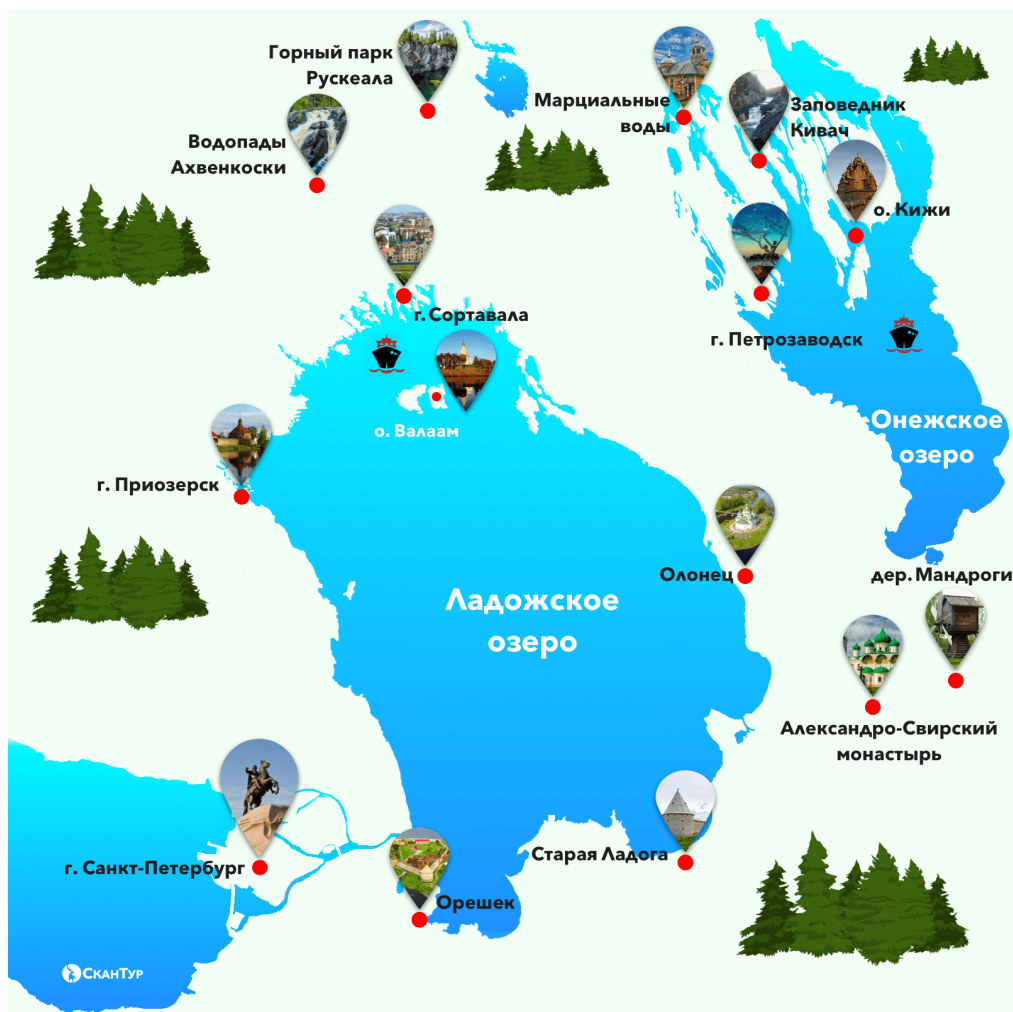 Горный парк
Рускеала
Марциальные
воды
Заповедник
Кивач
Водопады
Ахвенкоски
о. Кижи
г. Сортавала
г. Петрозаводск
о. Валаам
Онежское
озеро
г. Приозерск
Олонец
дер. Мандроги
Ладожское
озеро
Александро-Свирский
монастырь
Старая Ладога
г. Санкт-Петербург
Орешек
СканТур